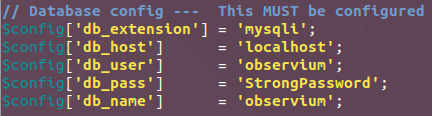 // Database config ---  This MUST be configured
$config['db_extension'] = 'mysqli';
$config['db_host']      = 'localhost';
$config['db_user']      = 'observium';
$config['db_pass']      = 'StrongPassword';
$config['db_name']      = 'observium';